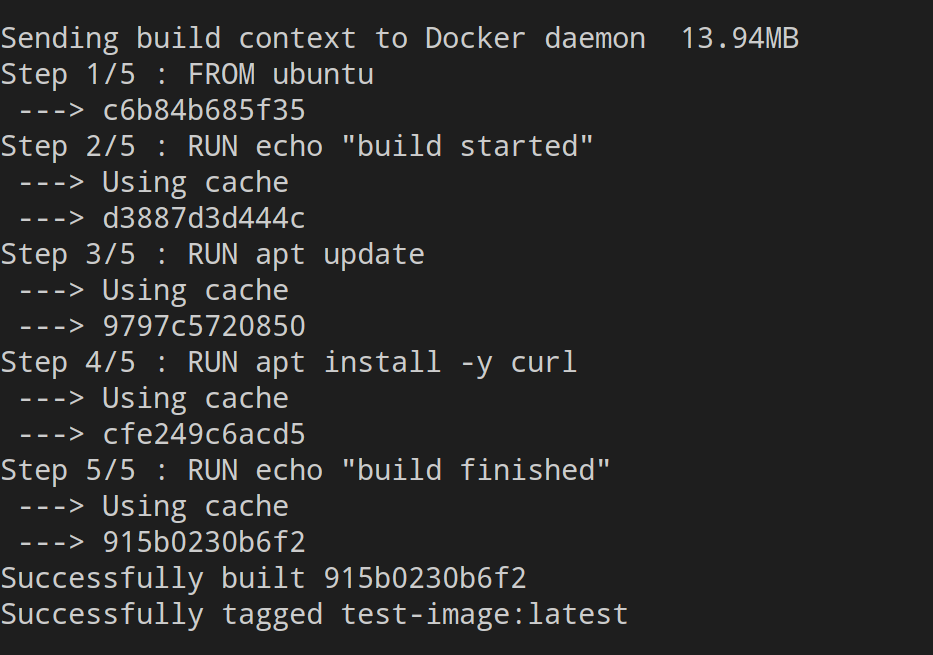 Sending build context to Docker daemon  13.94MB
Step 1/5 : FROM ubuntu
 ---> c6b84b685f35
Step 2/5 : RUN echo "build started"
 ---> Using cache
 ---> d3887d3d444c
Step 3/5 : RUN apt update
 ---> Using cache
 ---> 9797c5720850
Step 4/5 : RUN apt install -y curl
 ---> Using cache
 ---> cfe249c6acd5
Step 5/5 : RUN echo "build finished"
 ---> Using cache
 ---> 915b0230b6f2
Successfully built 915b0230b6f2
Successfully tagged test-image:latest